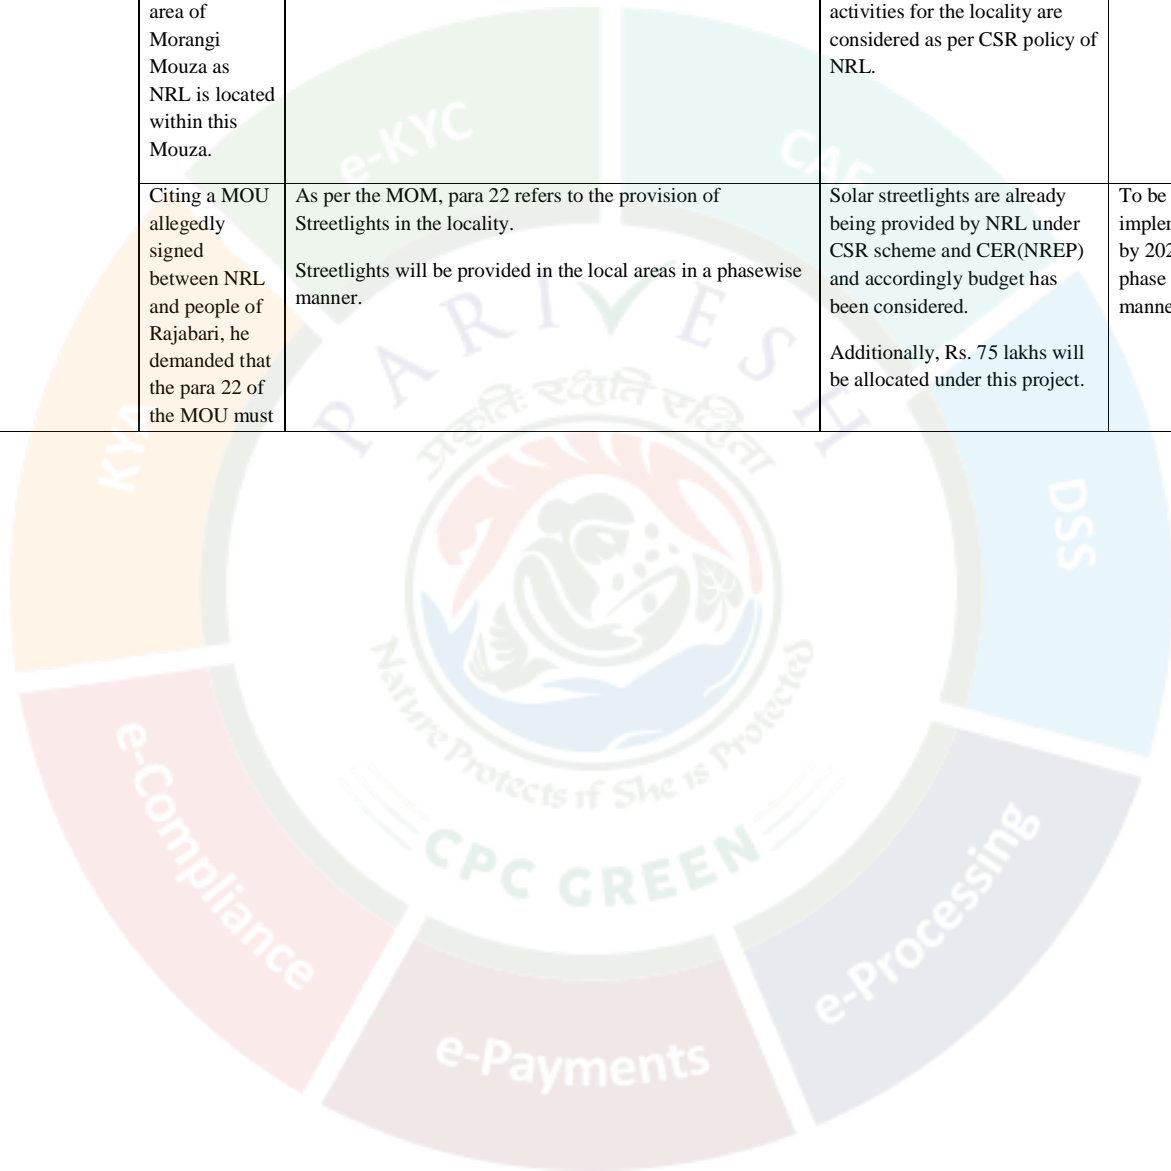 area of
Morangi
Mouza as
NRL is located
within this
Mouza.
activities for the locality are
considered as per CSR policy of
NRL.
Citing a MOU
allegedly
signed
between NRL
and people of
Rajabari, he
demanded that
the para 22 of
the MOU must
As per the MOM, para 22 refers to the provision of
Streetlights in the locality.
Streetlights will be provided in the local areas in a phasewise
manner.
Solar streetlights are already
being provided by NRL under
CSR scheme and CER(NREP)
and accordingly budget has
been considered.
Additionally, Rs. 75 lakhs will
be allocated under this project.
To be
by
phase
e-KYC
CAF
PARIVESH
प्रकृति: रक्षति रक्षिता
DSS
Nature Protects if She is Protected
CPC GREEN
e-Compliance
e-Processing
e-Payments